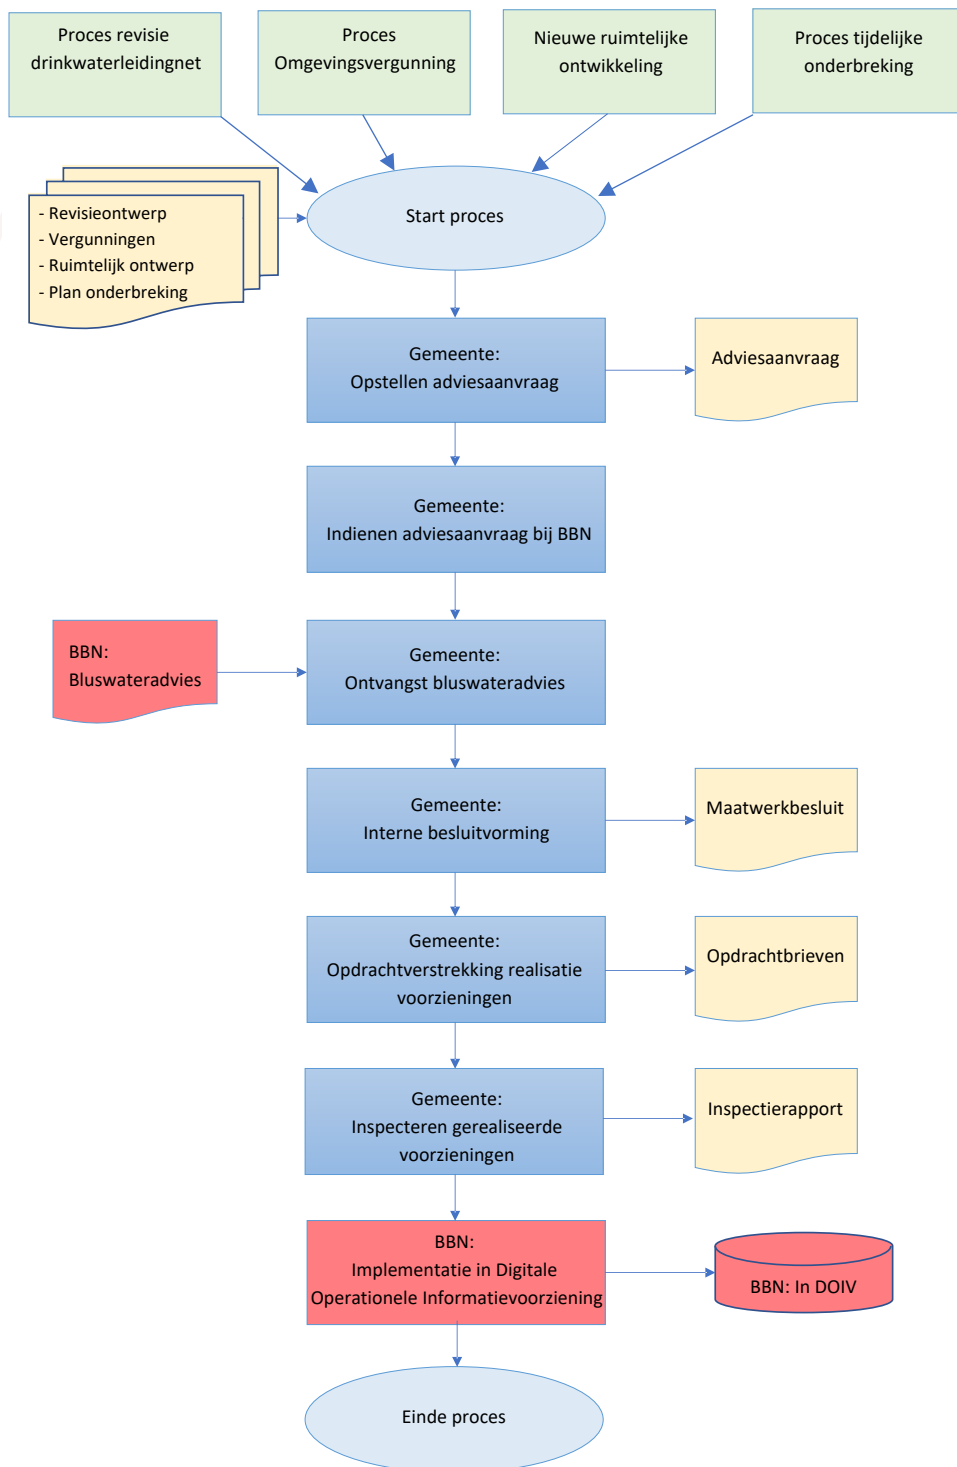 Proces revisie
drinkwaterleidingnet
Proces
Omgevingsvergunning
Nieuwe ruimtelijke
ontwikkeling
Proces tijdelijke
onderbreking
- Revisieontwerp
- Vergunningen
- Ruimtelijk ontwerp
- Plan onderbreking
Start proces
Gemeente:
Opstellen adviesaanvraag
Adviesaanvraag
Gemeente:
Indienen adviesaanvraag bij BBN
BBN:
Bluswateradvies
Gemeente:
Ontvangst bluswateradvies
Gemeente:
Interne besluitvorming
Maatwerkbesluit
Gemeente:
Opdrachtverstrekking realisatie
voorzieningen
Opdrachtbrieven
Gemeente:
Inspecteren gerealiseerde
voorzieningen
Inspectierapport
BBN:
Implementatie in Digitale
Operationele Informatievoorziening
BBN: In DOIV
Einde proces